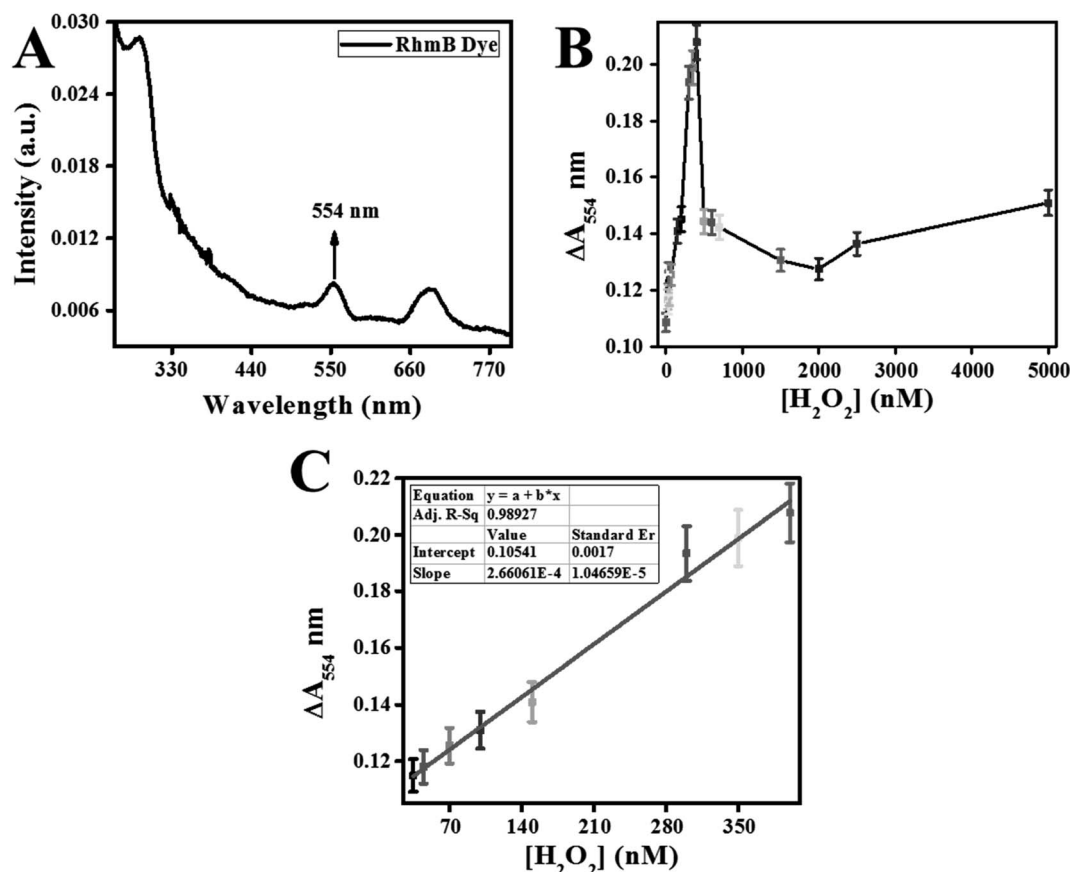 A
0.030
0.024
0.018
0.012
0.006
Intensity (a.u.)
RhmB Dye
554 nm
330 440 550 660 770
Wavelength (nm)
B
0.20
0.18
0.16
0.14
0.12
0.10
ΔA₅₅₄ nm
0 1000 2000 3000 4000 5000
[H₂O₂] (nM)
C
0.22
0.20
0.18
0.16
0.14
0.12
ΔA₅₅₄ nm
Equation y = a + b*x
Adj. R-Sq 0.98927
Value Standard Er
Intercept 0.10541 0.0017
Slope 2.66061E-4 1.04659E-5
70 140 210 280 350
[H₂O₂] (nM)